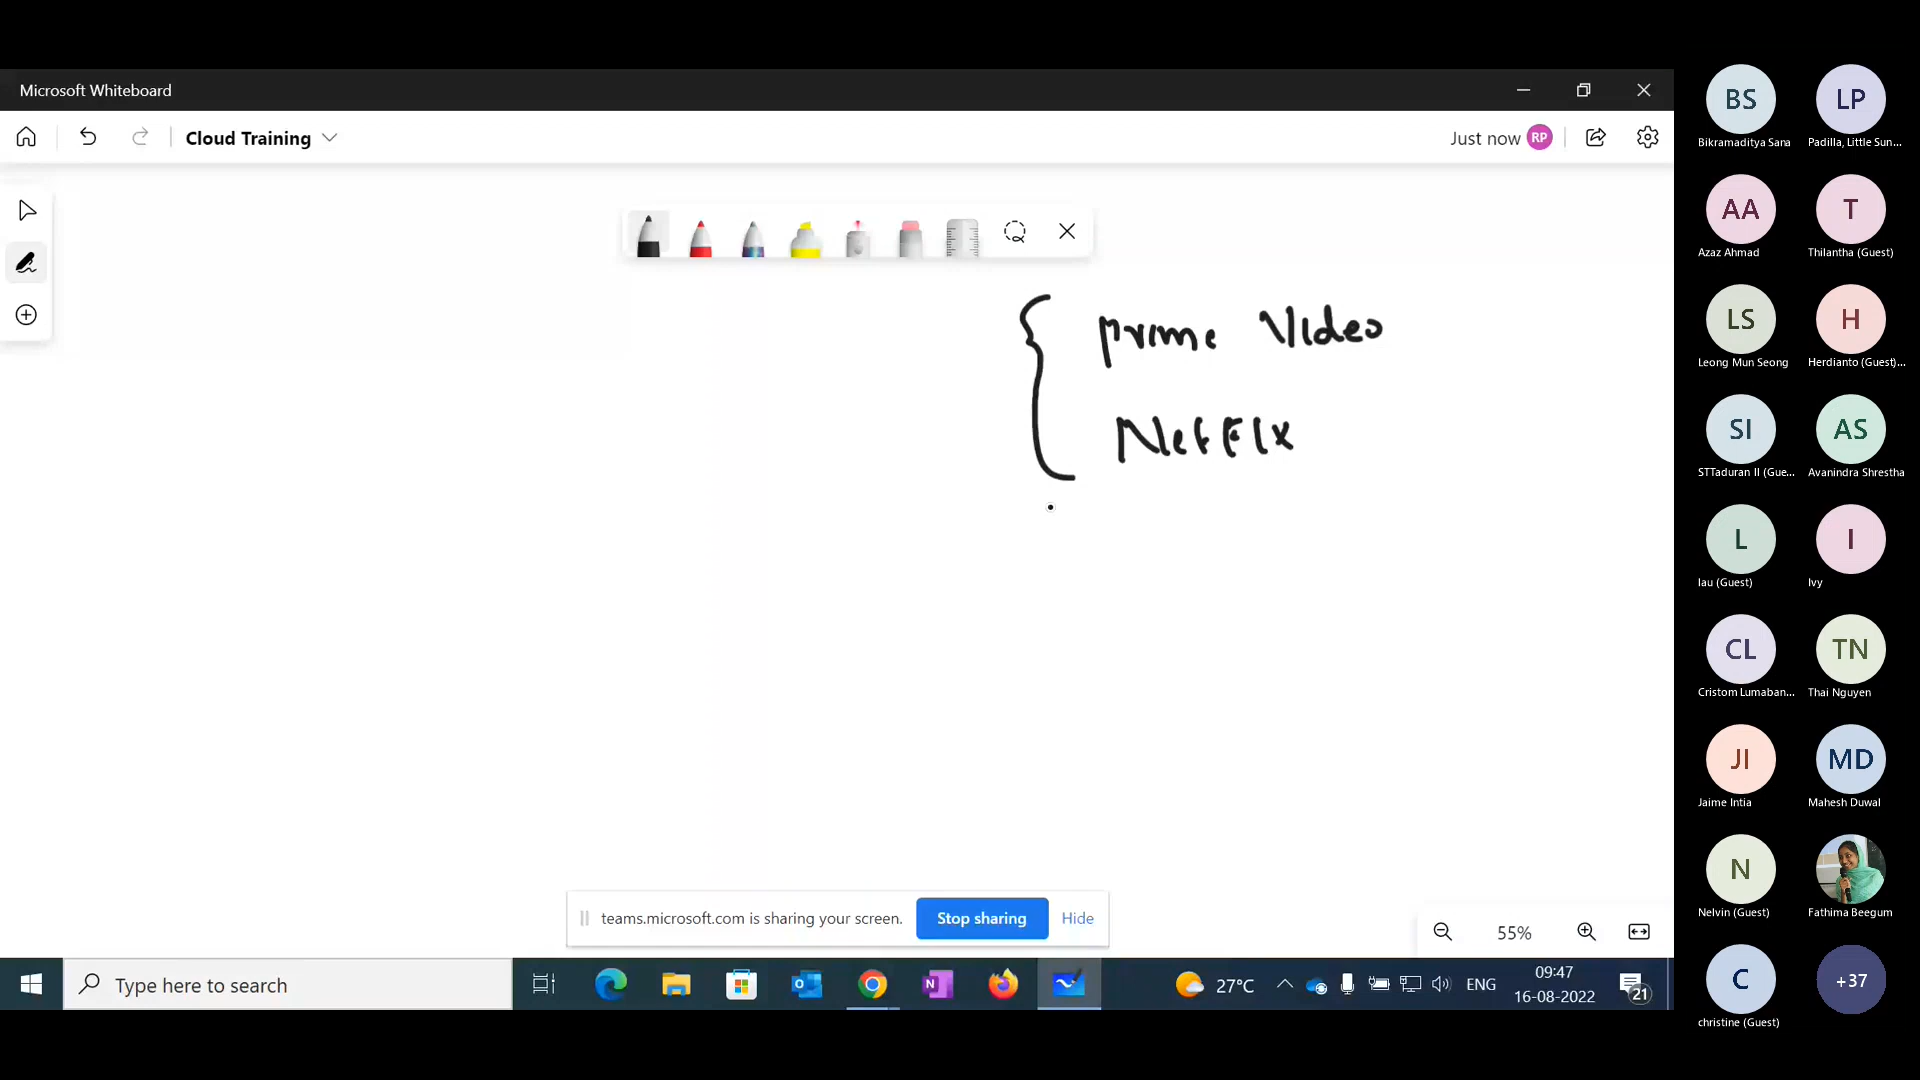 Microsoft Whiteboard
Cloud Training
Just now RP
prime Video
NetFlx
teams.microsoft.com is sharing your screen.
Stop sharing
Hide
55%
Type here to search
27°C
ENG
09:47
16-08-2022
21
BS
Bikramaditya Sana
LP
Padilla, Little Sun...
AA
Azaz Ahmad
T
Thilantha (Guest)
LS
Leong Mun Seong
H
Herdianto (Guest)...
SI
STTaduran II (Gue...
AS
Avanindra Shrestha
L
lau (Guest)
I
Ivy
CL
Cristom Lumaban...
TN
Thai Nguyen
JI
Jaime Intia
MD
Mahesh Duwal
N
Nelvin (Guest)
Fathima Beegum
C
christine (Guest)
+37